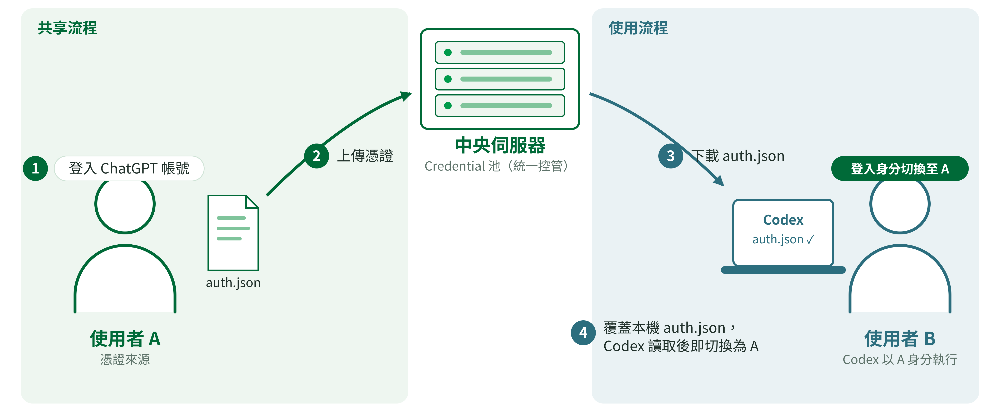 共享流程
1
登入 ChatGPT 帳號
auth.json
使用者 A
憑證來源
2
上傳憑證
中央伺服器
Credential 池（統一控管）
使用流程
3
下載 auth.json
登入身分切換至 A
Codex
auth.json ✓
4
覆蓋本機 auth.json，
Codex 讀取後即切換為 A
使用者 B
Codex 以 A 身分執行